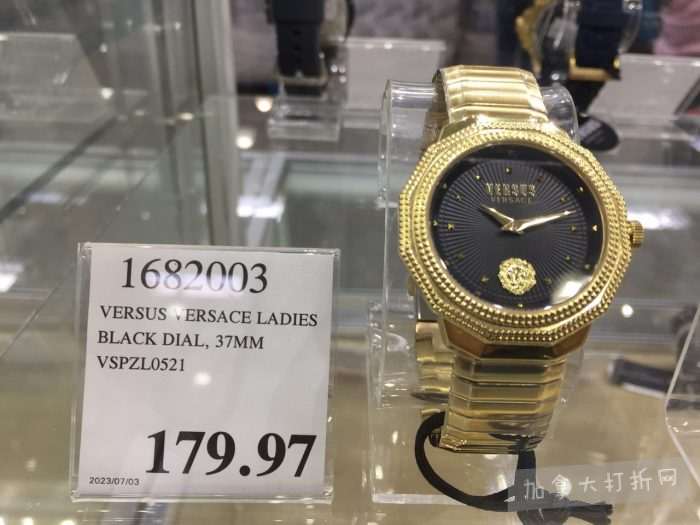 1682003
VERSUS VERSACE LADIES
BLACK DIAL, 37MM
VSPZL0521
179.97
2023/07/03
VERSUS
VERSACE
加拿大打折网